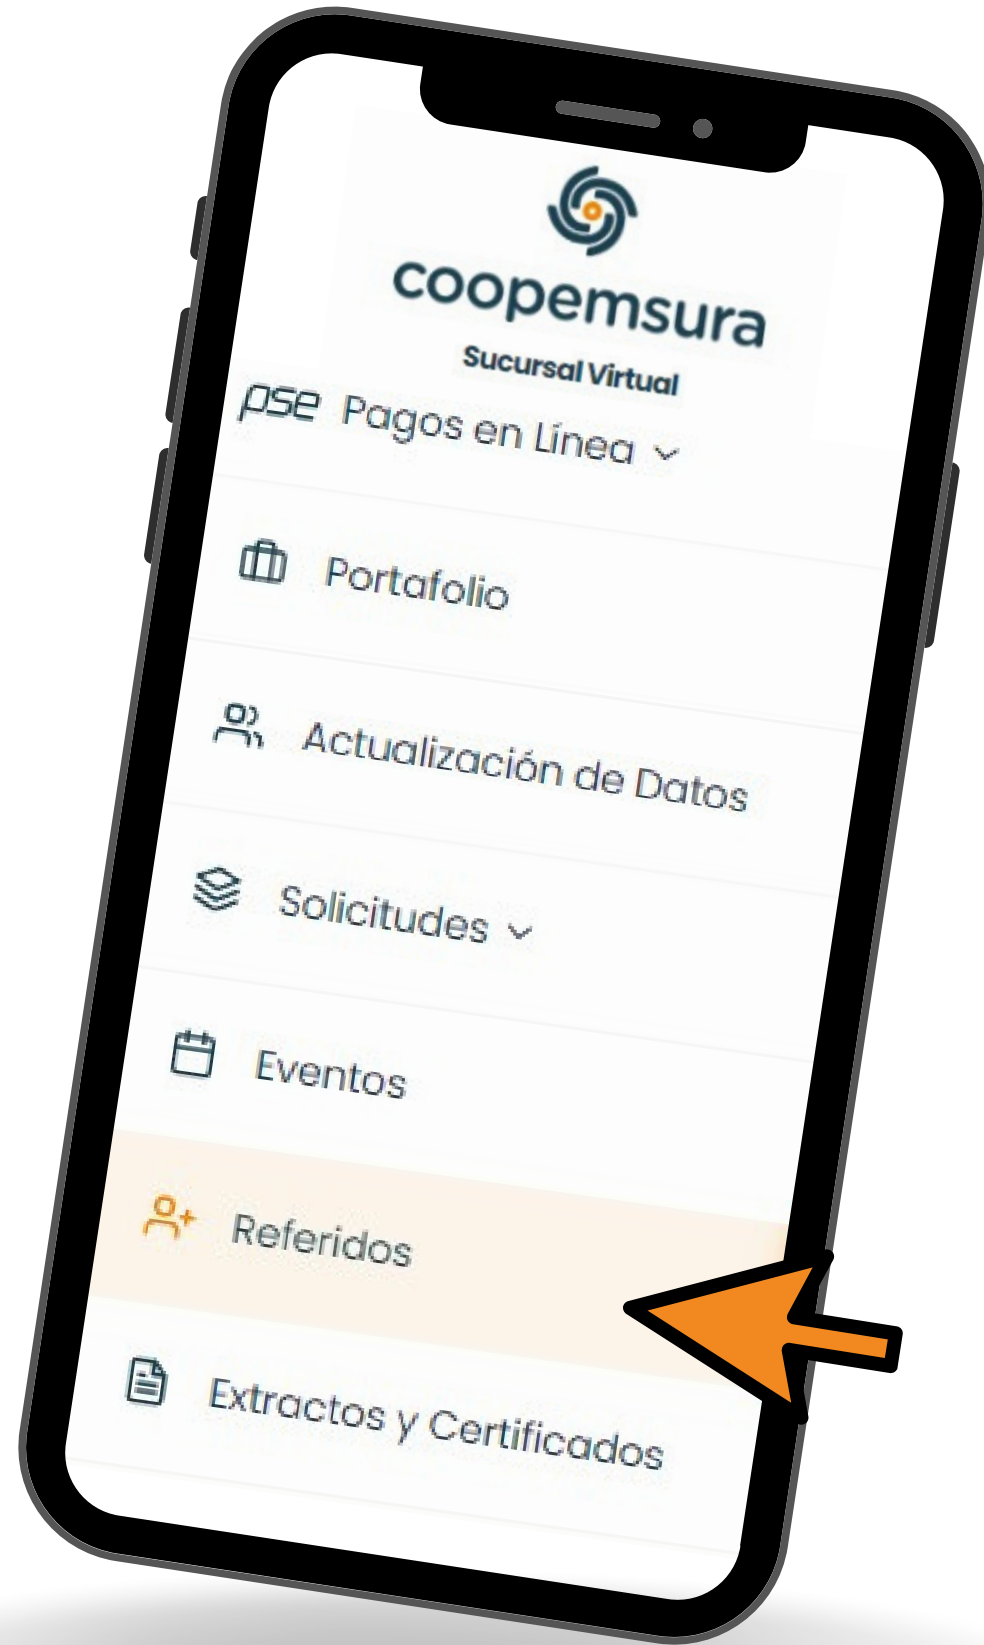 coopemsura
Sucursal Virtual
pse Pagos en Línea
Portafolio
Actualización de Datos
Solicitudes
Eventos
Referidos
Extractos y Certificados